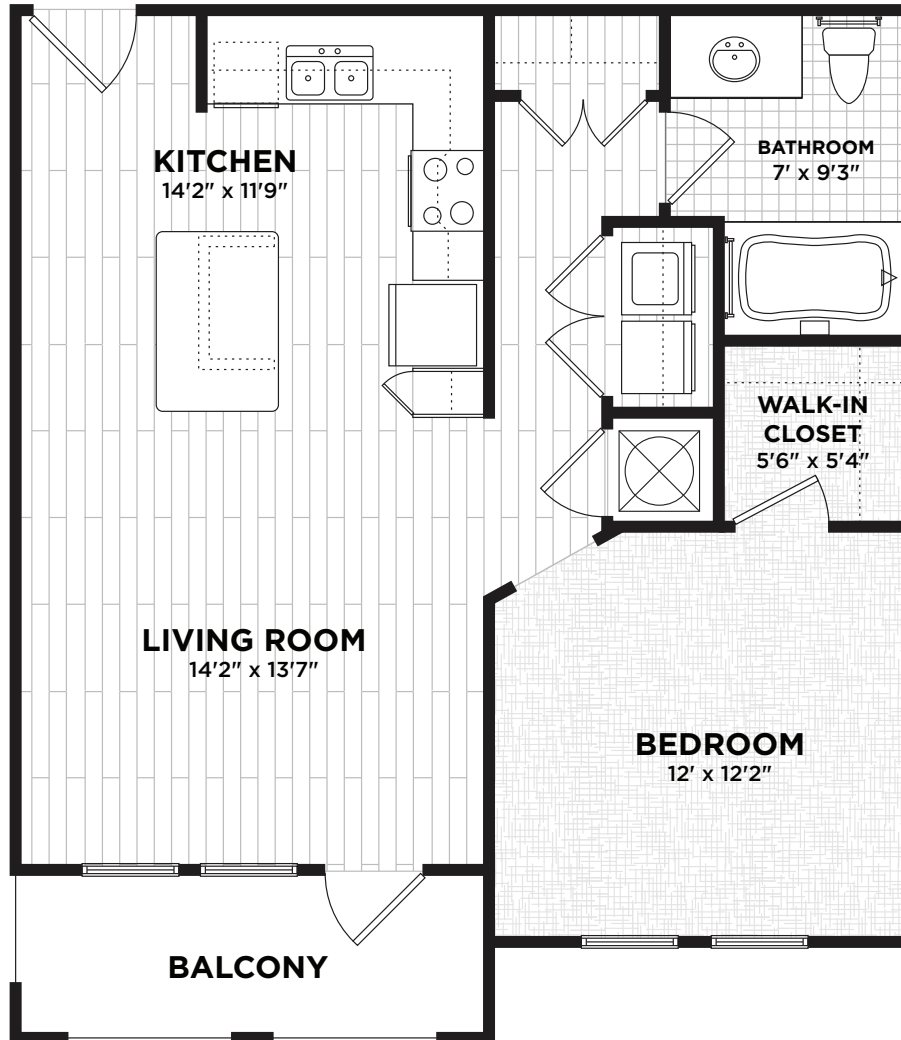 KITCHEN
14'2" x 11'9"
BATHROOM
7' x 9'3"
WALK-IN
CLOSET
5'6" x 5'4"
LIVING ROOM
14'2" x 13'7"
BEDROOM
12' x 12'2"
BALCONY